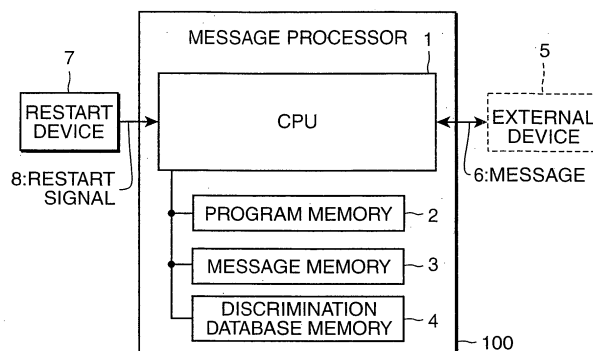 MESSAGE PROCESSOR
1
7
5
RESTART
DEVICE
CPU
EXTERNAL
DEVICE
8:RESTART
SIGNAL
6:MESSAGE
PROGRAM MEMORY
2
MESSAGE MEMORY
3
DISCRIMINATION
DATABASE MEMORY
4
100